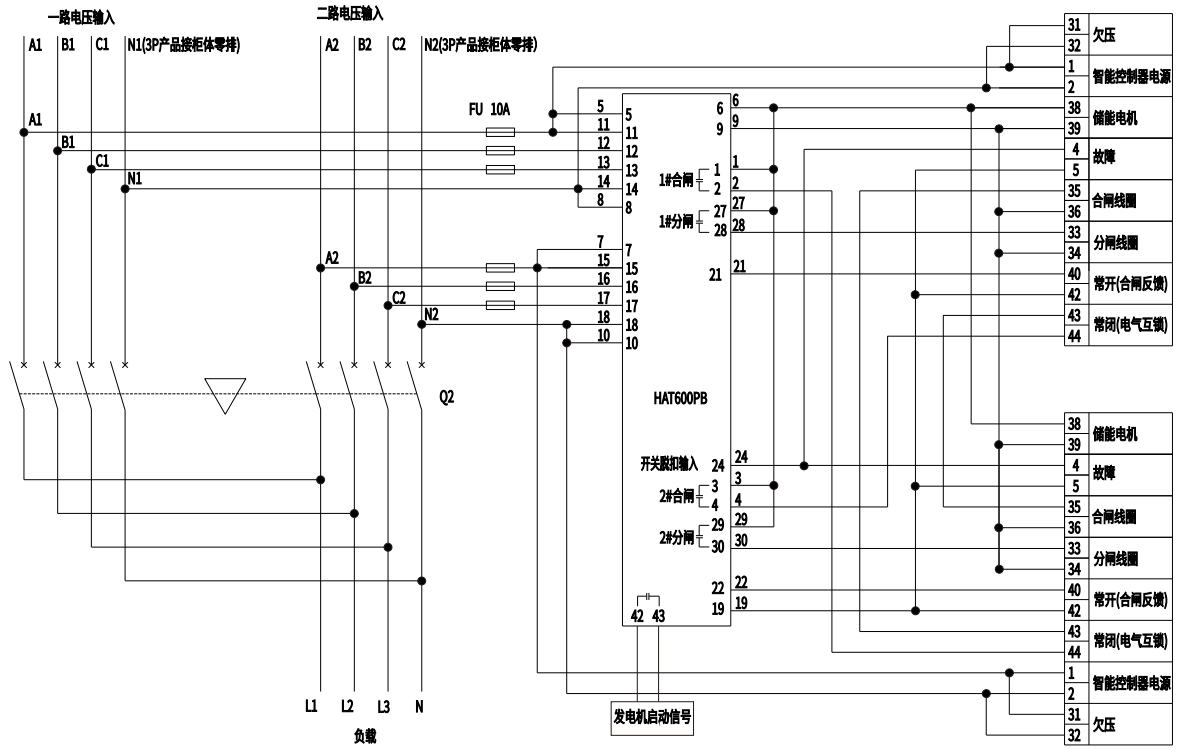 一路电压输入
二路电压输入
A1 B1 C1 N1(3P产品接柜体零排)
A2 B2 C2 N2(3P产品接柜体零排)
FU 10A
A1
B1
C1
N1
A2
B2
C2
N2
Q2
L1 L2 L3 N
负载
5 5
11 11
12 12
13 13
14 14
8 8
7 7
15 15
16 16
17 17
18 18
10 10
6 6
9 9
1#合闸 1 1
2 2
1#分闸 27 27
28 28
21 21
HAT600PB
开关脱扣输入 24 24
2#合闸 3 3
4 4
2#分闸 29 29
30 30
22 22
19 19
42 43
发电机启动信号
31 欠压
32
1 智能控制器电源
2
38 储能电机
39
4 故障
5
35 合闸线圈
36
33 分闸线圈
34
40 常开(合闸反馈)
42
43 常闭(电气互锁)
44
38 储能电机
39
4 故障
5
35 合闸线圈
36
33 分闸线圈
34
40 常开(合闸反馈)
42
43 常闭(电气互锁)
44
1 智能控制器电源
2
31 欠压
32